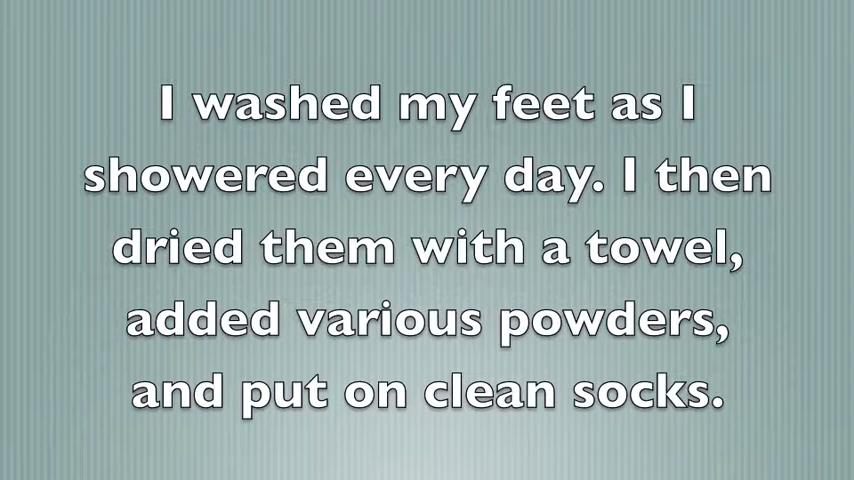 I washed my feet as I
showered every day. I then
dried them with a towel,
added various powders,
and put on clean socks.